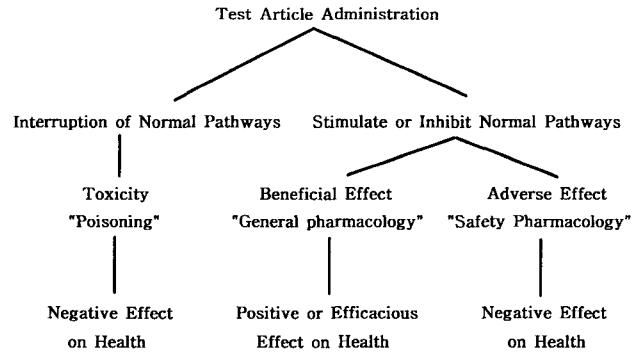 Test Article Administration
Interruption of Normal Pathways
Stimulate or Inhibit Normal Pathways
Toxicity
"Poisoning"
Beneficial Effect
"General pharmacology"
Adverse Effect
"Safety Pharmacology"
Negative Effect
on Health
Positive or Efficacious
Effect on Health
Negative Effect
on Health